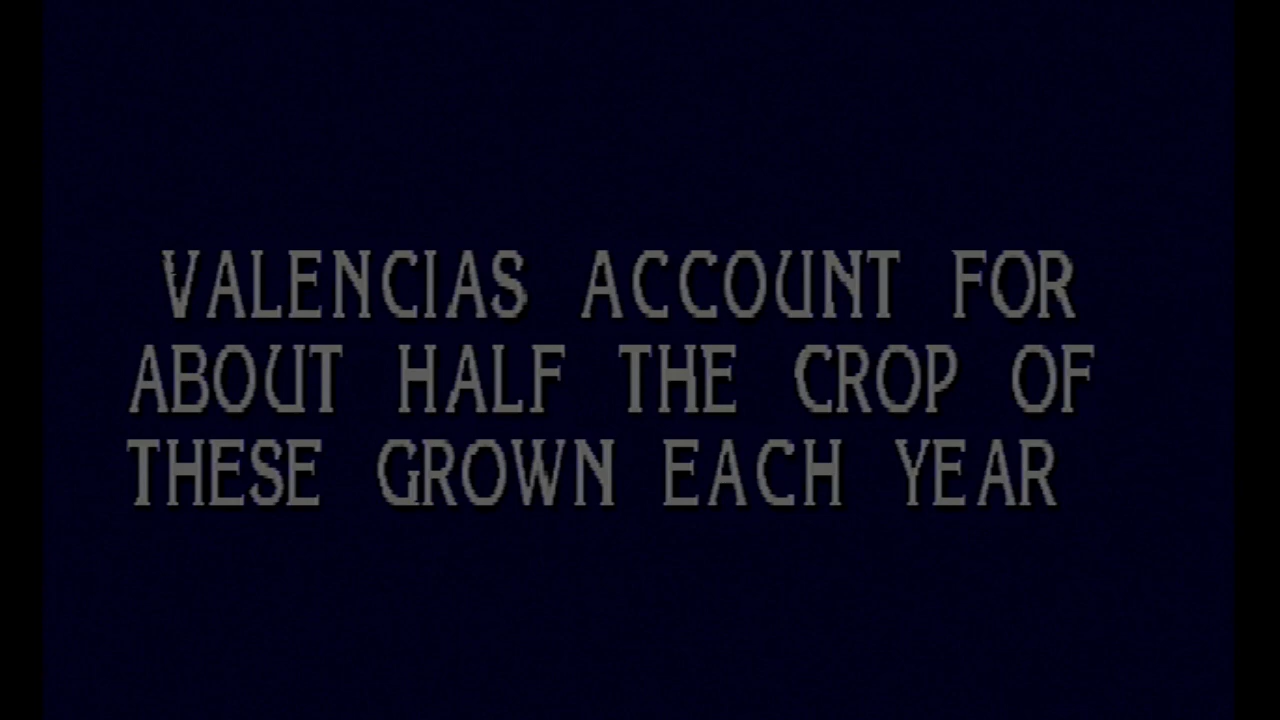 VALENCIAS ACCOUNT FOR
ABOUT HALF THE CROP OF
THESE GROWN EACH YEAR